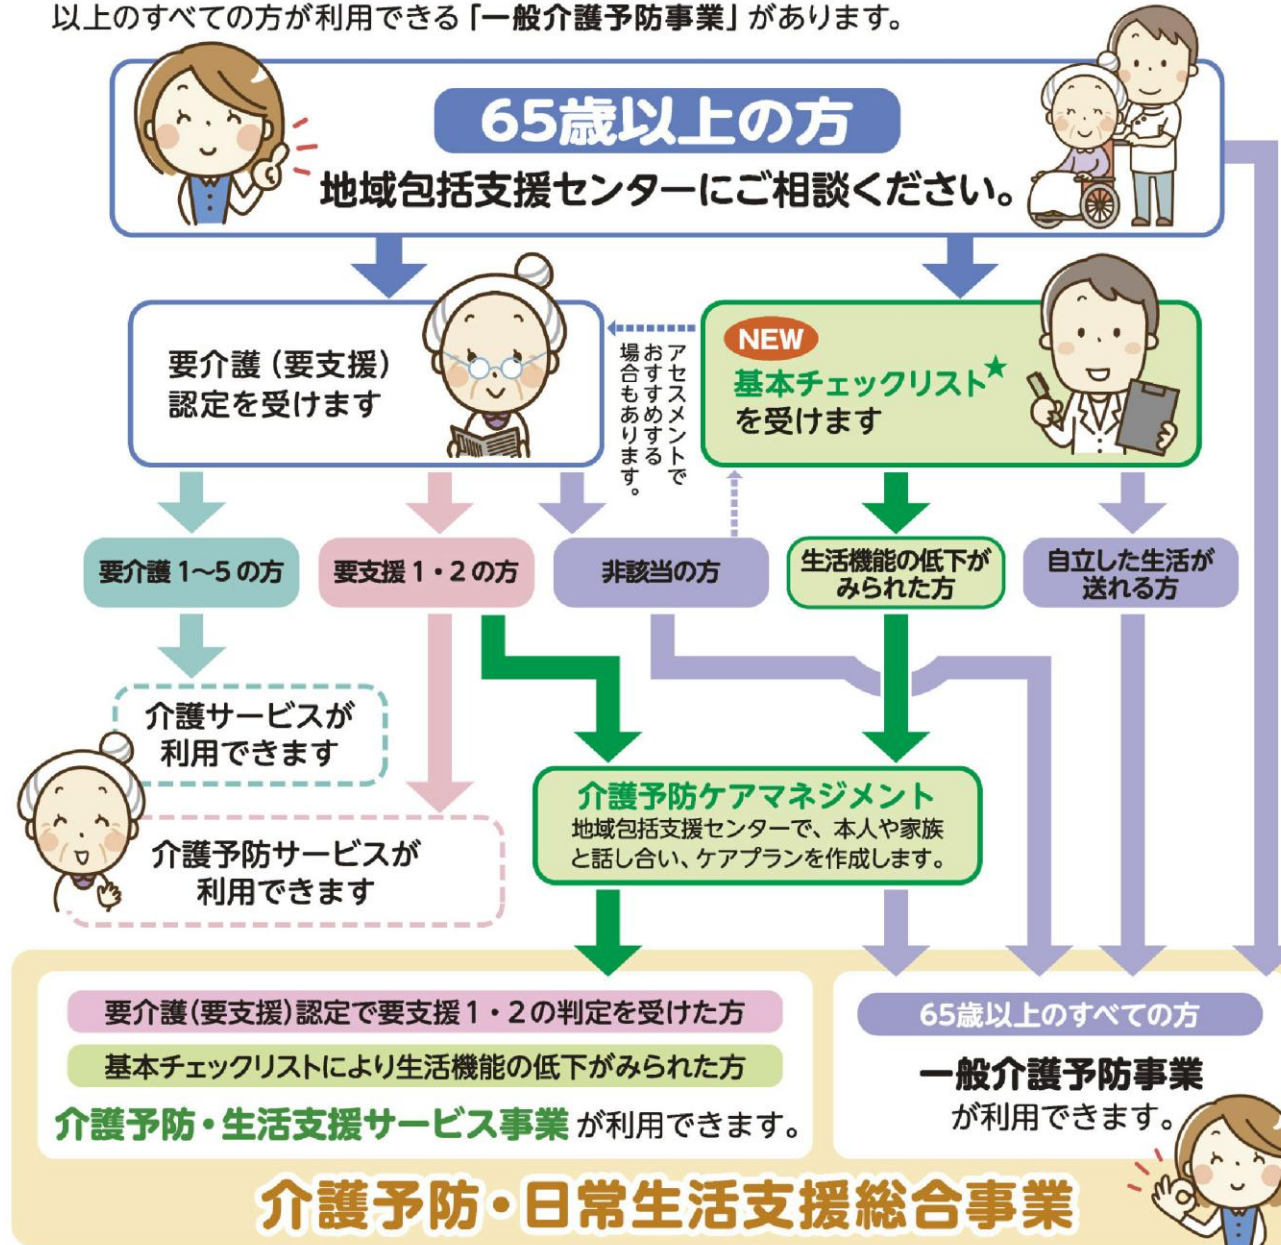 以上のすべての方が利用できる「一般介護予防事業」があります。
65歳以上の方
地域包括支援センターにご相談ください。
要介護(要支援)
認定を受けます
アセスメントで
おすすめする
場合もあります。
NEW
基本チェックリスト★
を受けます
要介護1〜5の方
要支援1・2の方
非該当の方
生活機能の低下が
みられた方
自立した生活が
送れる方
介護サービスが
利用できます
介護予防サービスが
利用できます
介護予防ケアマネジメント
地域包括支援センターで、本人や家族
と話し合い、ケアプランを作成します。
要介護(要支援)認定で要支援1・2の判定を受けた方
基本チェックリストにより生活機能の低下がみられた方
介護予防・生活支援サービス事業が利用できます。
65歳以上のすべての方
一般介護予防事業
が利用できます。
介護予防・日常生活支援総合事業